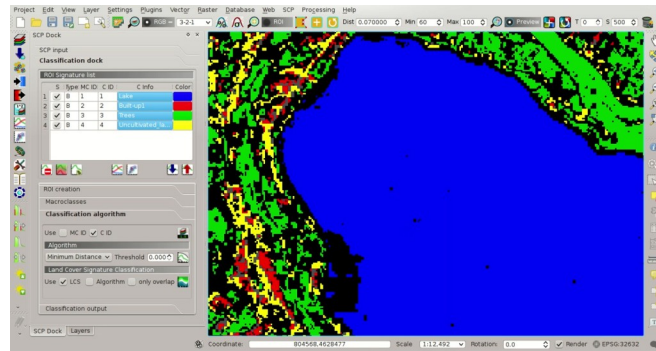 Project Edit View Layer Settings Plugins Vector Raster Database Web SCP Processing Help
RGB = 3-2-1 ROI Dist 0.070000 Min 60 Max 100 Preview T 0 S 500
SCP Dock
SCP input
Classification dock
ROI Signature list
S Type MC ID C ID C Info Color
1 B 1 1 Lake
2 B 2 2 Built-up1
3 B 3 3 Trees
4 B 4 4
ROI creation
Macroclasses
Classification algorithm
Use MC ID C ID
Algorithm
Minimum Distance Threshold 0.000
Land Cover Signature Classification
Use LCS Algorithm only overlap
Classification output
SCP Dock Layers
Coordinate: 804568,4628477 Scale 1:12,492 Rotation: 0.0 Render EPSG:32632